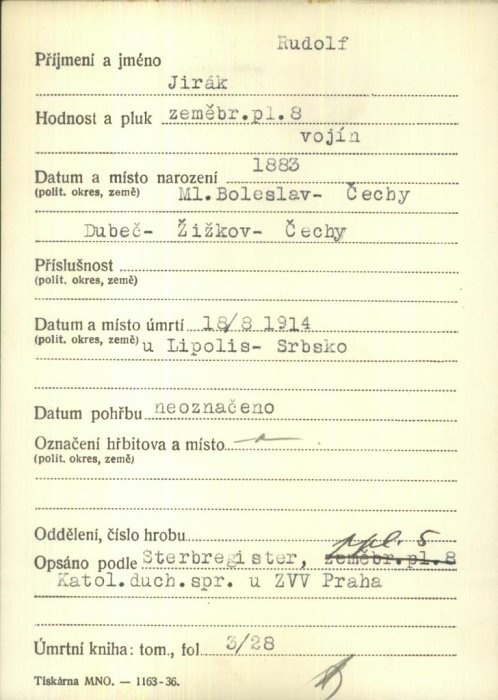 Rudolf
Příjmení a jméno
Jirák
Hodnost a pluk zeměbr.pl.8
vojín
1883
Datum a místo narození
(polit. okres, země) Ml.Boleslav- Čechy
Dubeč- Žižkov- Čechy
Příslušnost
(polit. okres, země)
Datum a místo úmrtí 18/8 1914
(polit. okres, země) u Lipolis- Srbsko
Datum pohřbu neoznačeno
Označení hřbitova a místo
(polit. okres, země)
Oddělení, číslo hrobu
Opsáno podle Sterbregister, zeměbr.pl.8
Katol.duch.spr. u ZVV Praha
Úmrtní kniha: tom., fol 3/28
Tiskárna MNO. — 1163-36.